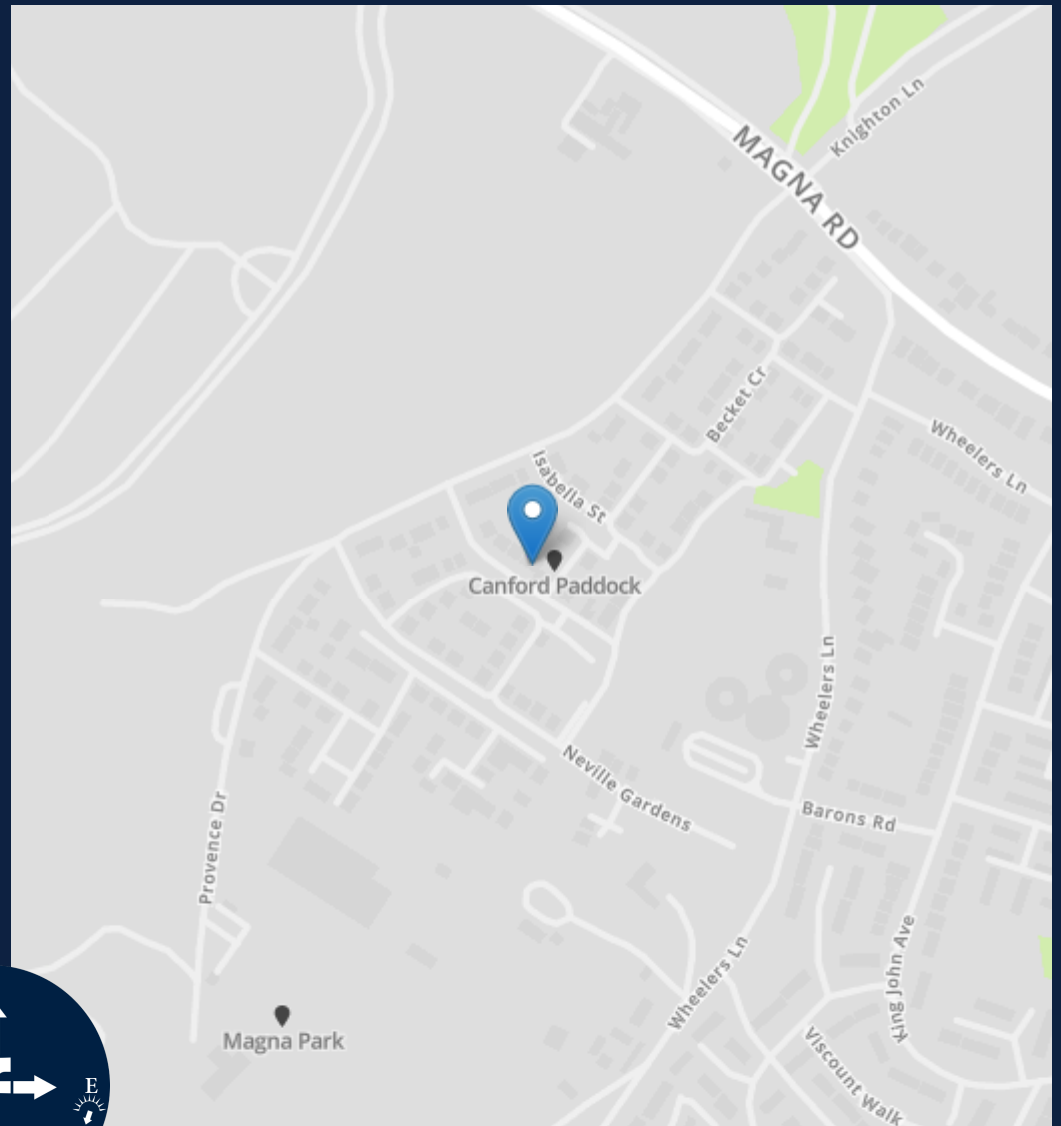 Knighton Ln
MAGNA RD
Becket Cr
Wheelers Ln
Isabella St
Canford Paddock
Wheelers Ln
Neville Gardens
Barons Rd
Provence Dr
King John Ave
Wheelers Ln
Magna Park
Viscount Walk
E